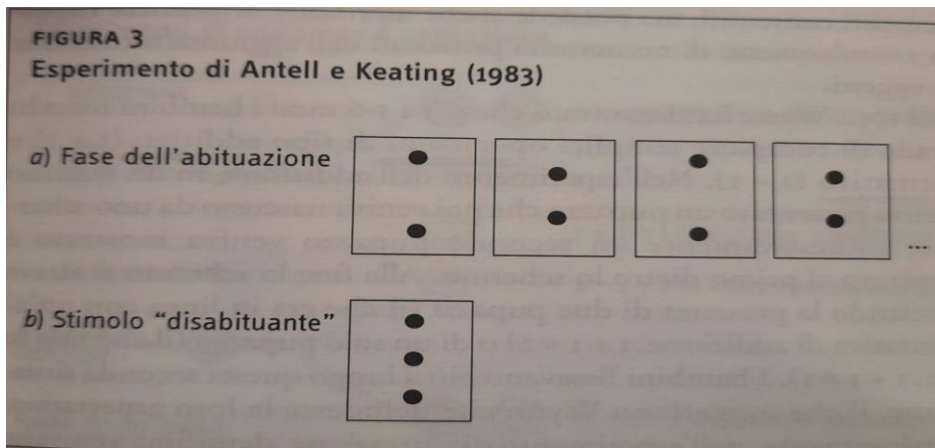 FIGURA 3
Esperimento di Antell e Keating (1983)
a) Fase dell'abituazione
...
b) Stimolo "disabituante"